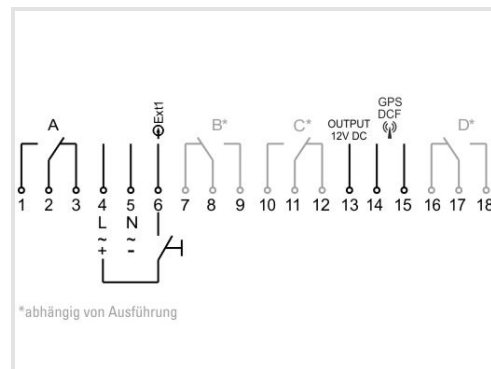 GPS
DCF
A Ext1 B* C* OUTPUT D*
12V DC
1 2 3 4 5 6 7 8 9 10 11 12 13 14 15 16 17 18
L N
~ ~
+ -
*abhängig von Ausführung